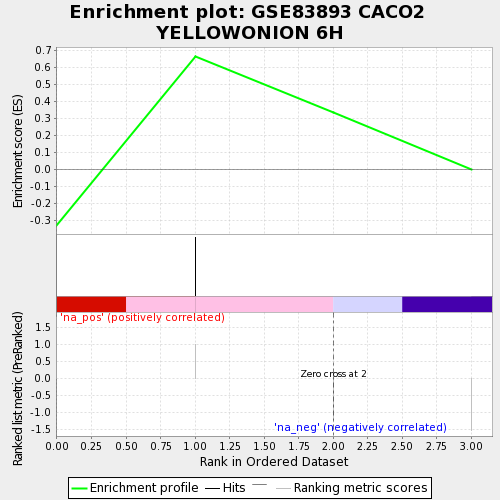 Enrichment plot: GSE83893 CACO2
YELLOWONION 6H
Enrichment score (ES)
0.7
0.6
0.5
0.4
0.3
0.2
0.1
0.0
-0.1
-0.2
-0.3
'na_pos' (positively correlated)
Ranked list metric (PreRanked)
1.5
1.0
0.5
0.0
-0.5
-1.0
-1.5
Zero cross at 2
'na_neg' (negatively correlated)
0.00 0.25 0.50 0.75 1.00 1.25 1.50 1.75 2.00 2.25 2.50 2.75 3.00
Rank in Ordered Dataset
Enrichment profile Hits Ranking metric scores